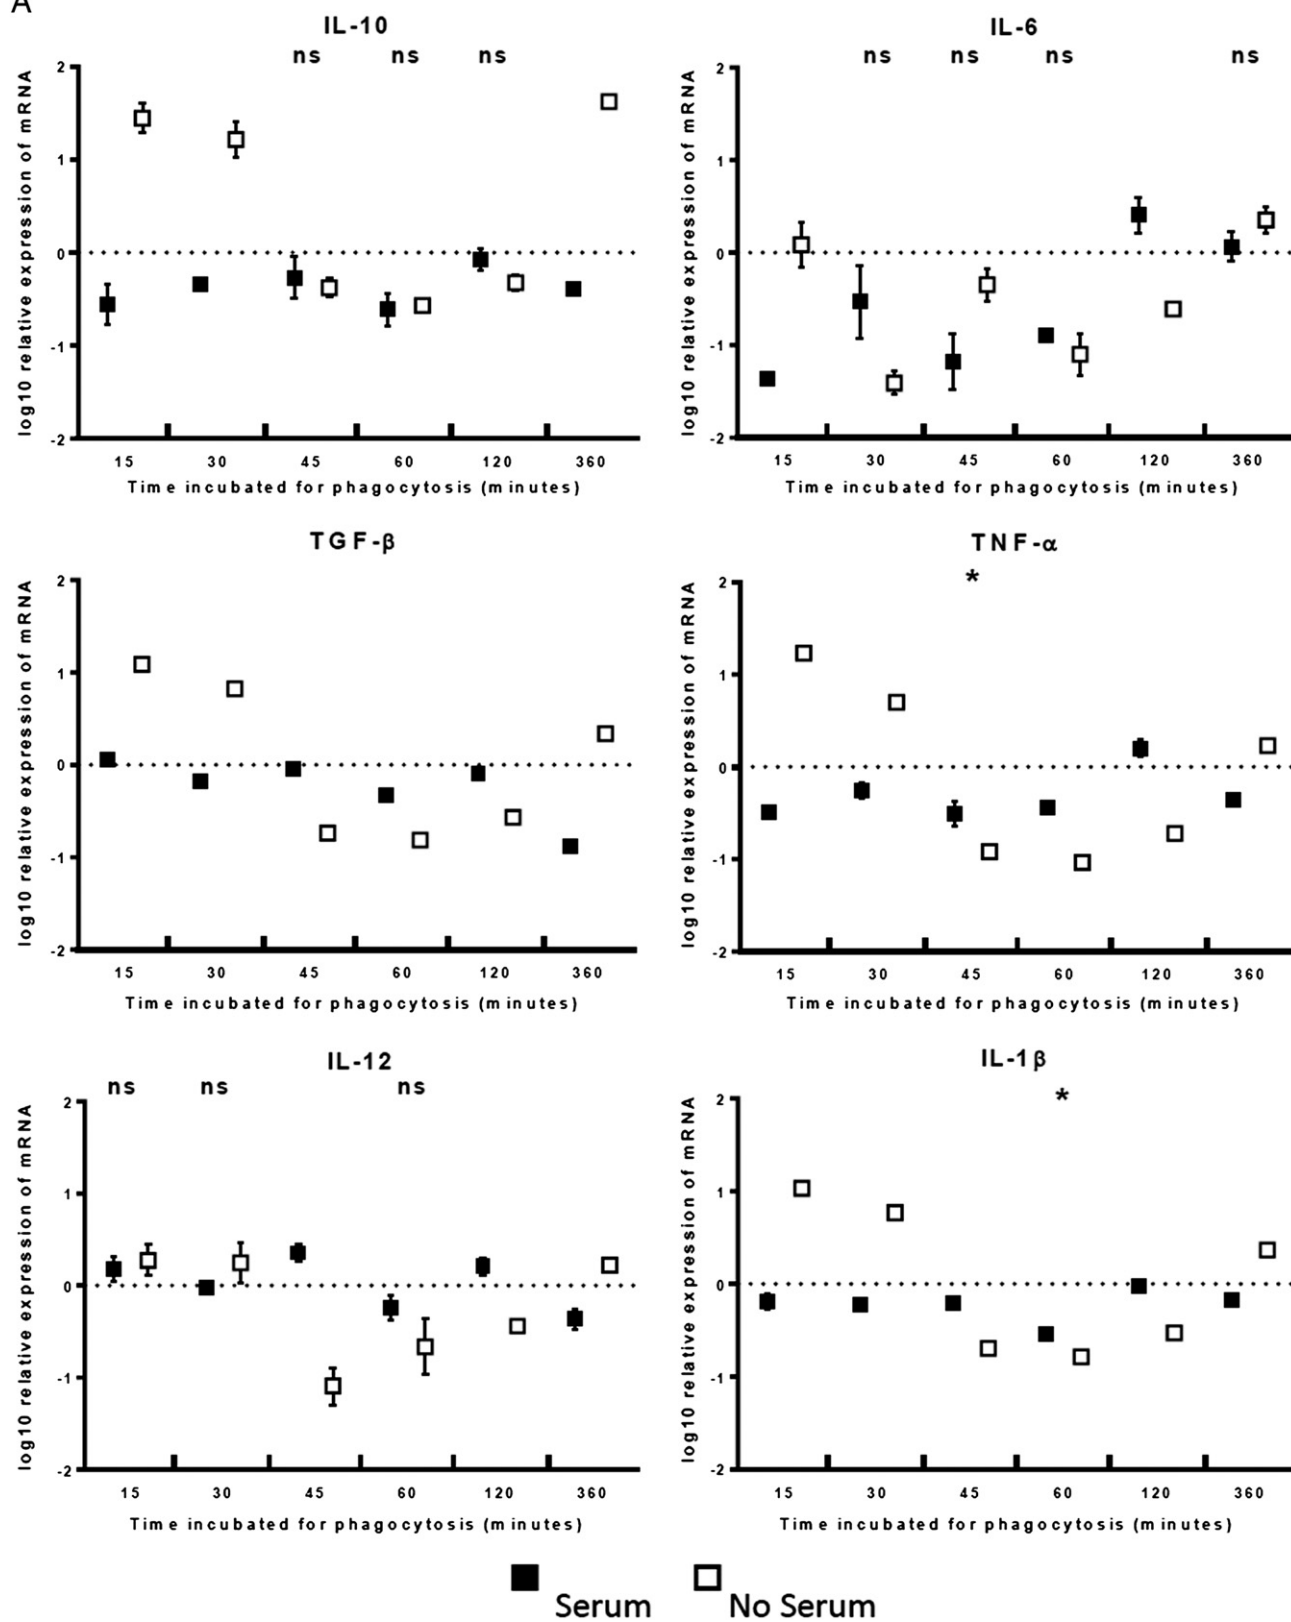 A
IL-10
ns ns ns
log10 relative expression of mRNA
2
1
0
-1
-2
15 30 45 60 120 360
Time incubated for phagocytosis (minutes)
IL-6
ns ns ns ns
log10 relative expression of mRNA
2
1
0
-1
-2
15 30 45 60 120 360
Time incubated for phagocytosis (minutes)
TGF-β
log10 relative expression of mRNA
2
1
0
-1
-2
15 30 45 60 120 360
Time incubated for phagocytosis (minutes)
TNF-α
*
log10 relative expression of mRNA
2
1
0
-1
-2
15 30 45 60 120 360
Time incubated for phagocytosis (minutes)
IL-12
ns ns ns
log10 relative expression of mRNA
2
1
0
-1
-2
15 30 45 60 120 360
Time incubated for phagocytosis (minutes)
IL-1β
*
log10 relative expression of mRNA
2
1
0
-1
-2
15 30 45 60 120 360
Time incubated for phagocytosis (minutes)
Serum No Serum